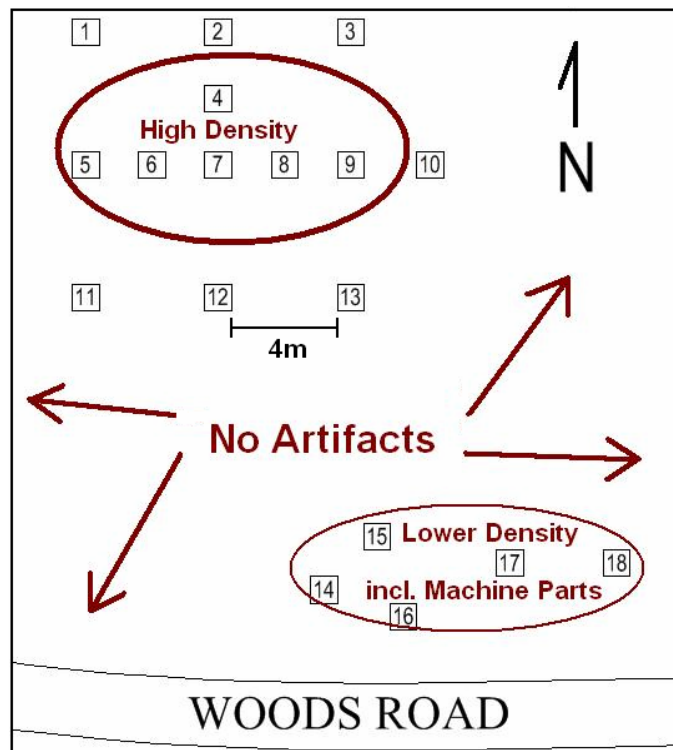 1 2 3
4
High Density
5 6 7 8 9 10
N
11 12 13
4m
No Artifacts
15 Lower Density
17 18
14 incl. Machine Parts
16
WOODS ROAD